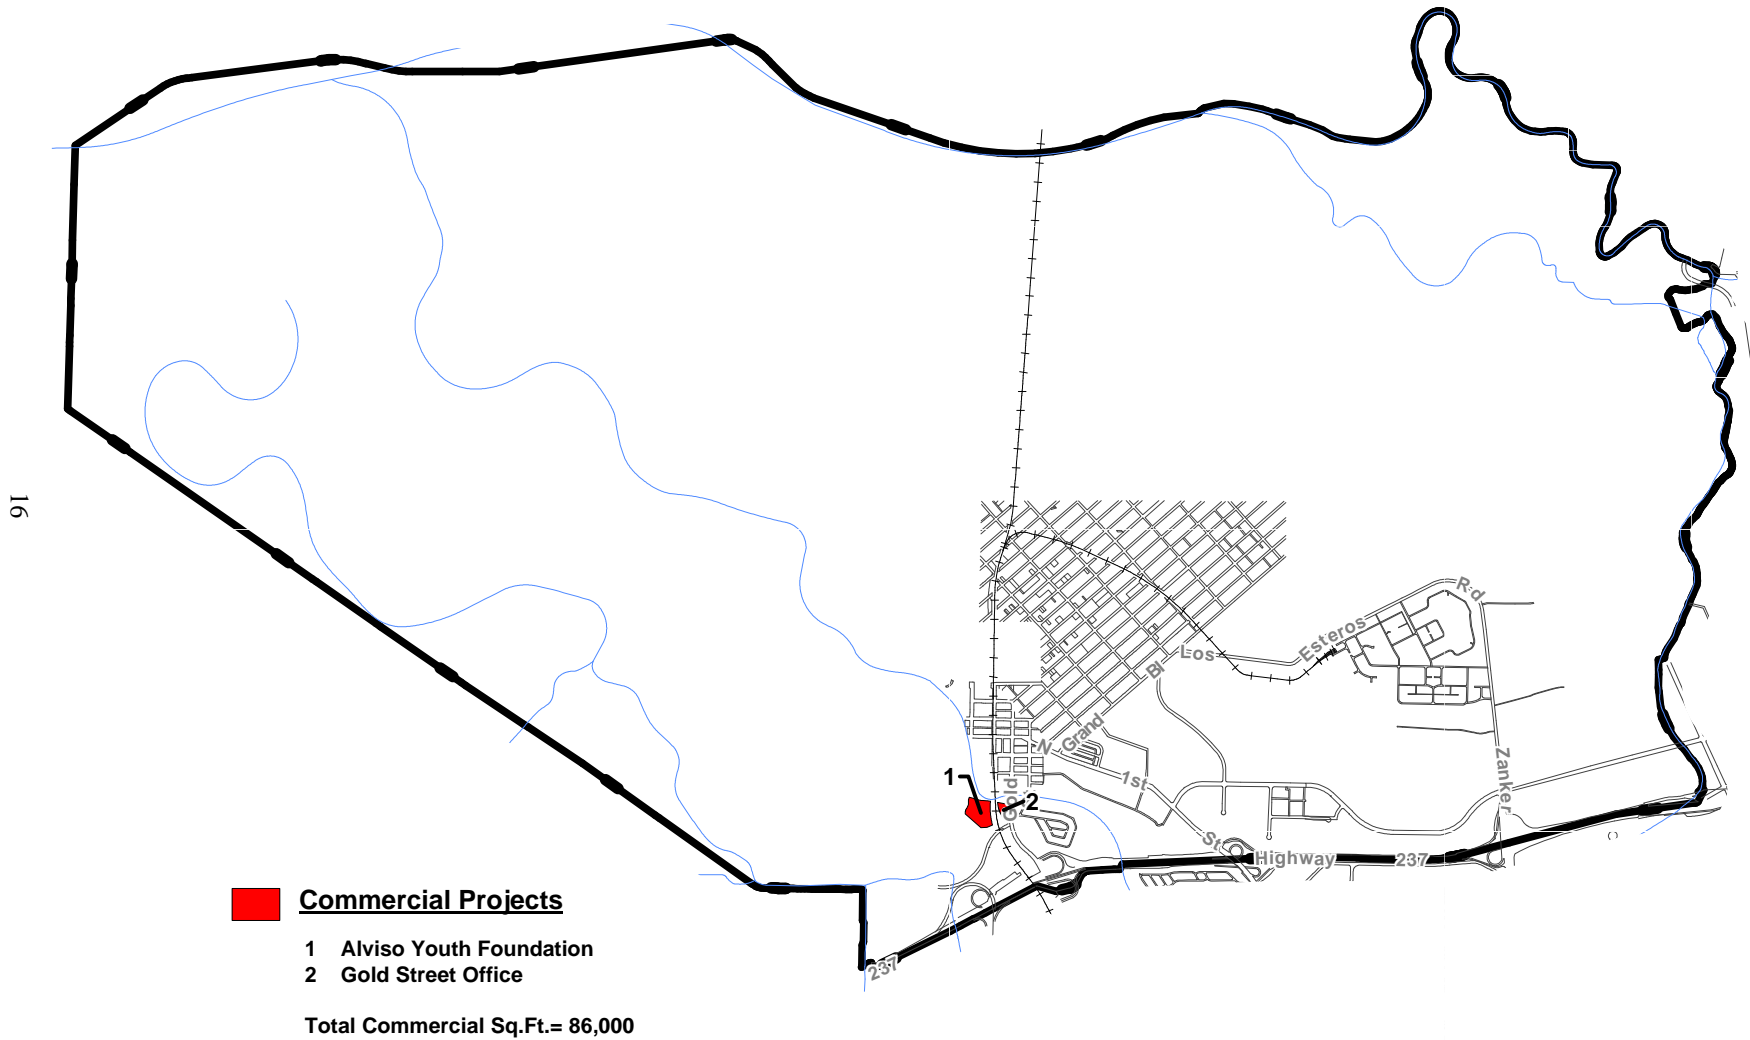 16
Rd
Esteros
Los
Bl
Grand
N
1st
St
Zanker
Gold
1
2
Highway 237
237
Commercial Projects
1 Alviso Youth Foundation
2 Gold Street Office
Total Commercial Sq.Ft.= 86,000